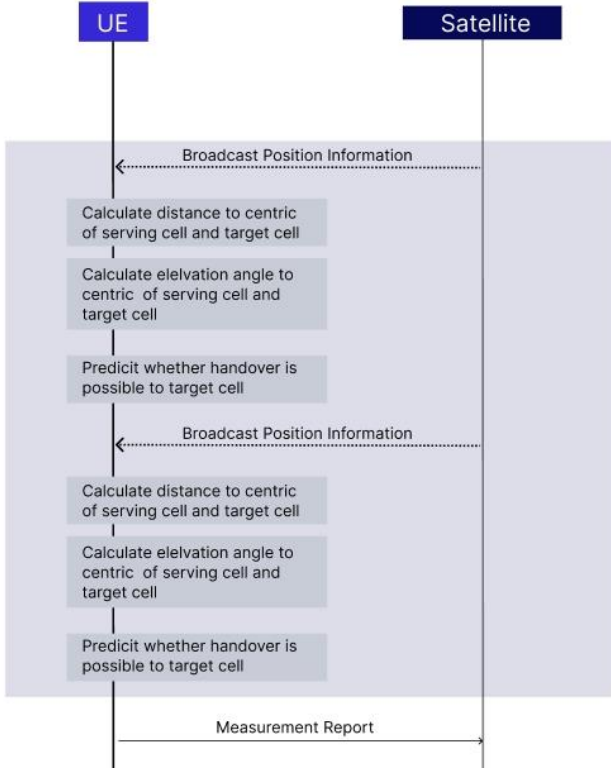 UE
Satellite
Broadcast Position Information
Calculate distance to centric
of serving cell and target cell
Calculate elelvation angle to
centric of serving cell and
target cell
Predicit whether handover is
possible to target cell
Broadcast Position Information
Calculate distance to centric
of serving cell and target cell
Calculate elelvation angle to
centric of serving cell and
target cell
Predicit whether handover is
possible to target cell
Measurement Report